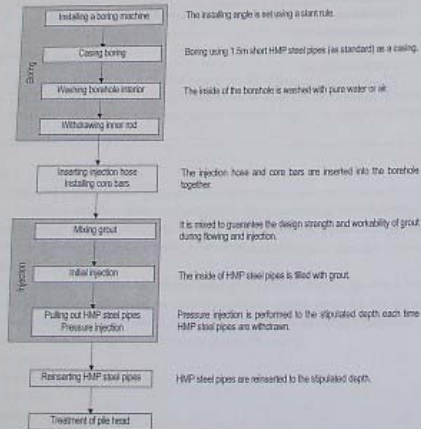 Installing a boring machine
The installing angle is set using a slant rule.
Casing boring
Boring using 1.5m short HMP steel pipes (as standard) as a casing.
Boring
Washing borehole interior
The inside of the borehole is washed with pure water or air.
Withdrawing inner rod
Inserting injection hose
Installing core bars
The injection hose and core bars are inserted into the borehole
together.
Mixing grout
It is mixed to guarantee the design strength and workability of grout
during flowing and injection.
Injection
Initial injection
The inside of HMP steel pipes is filled with grout.
Pulling out HMP steel pipes
Pressure injection
Pressure injection is performed to the stipulated depth each time
HMP steel pipes are withdrawn.
Reinserting HMP steel pipes
HMP steel pipes are reinserted to the stipulated depth.
Treatment of pile head